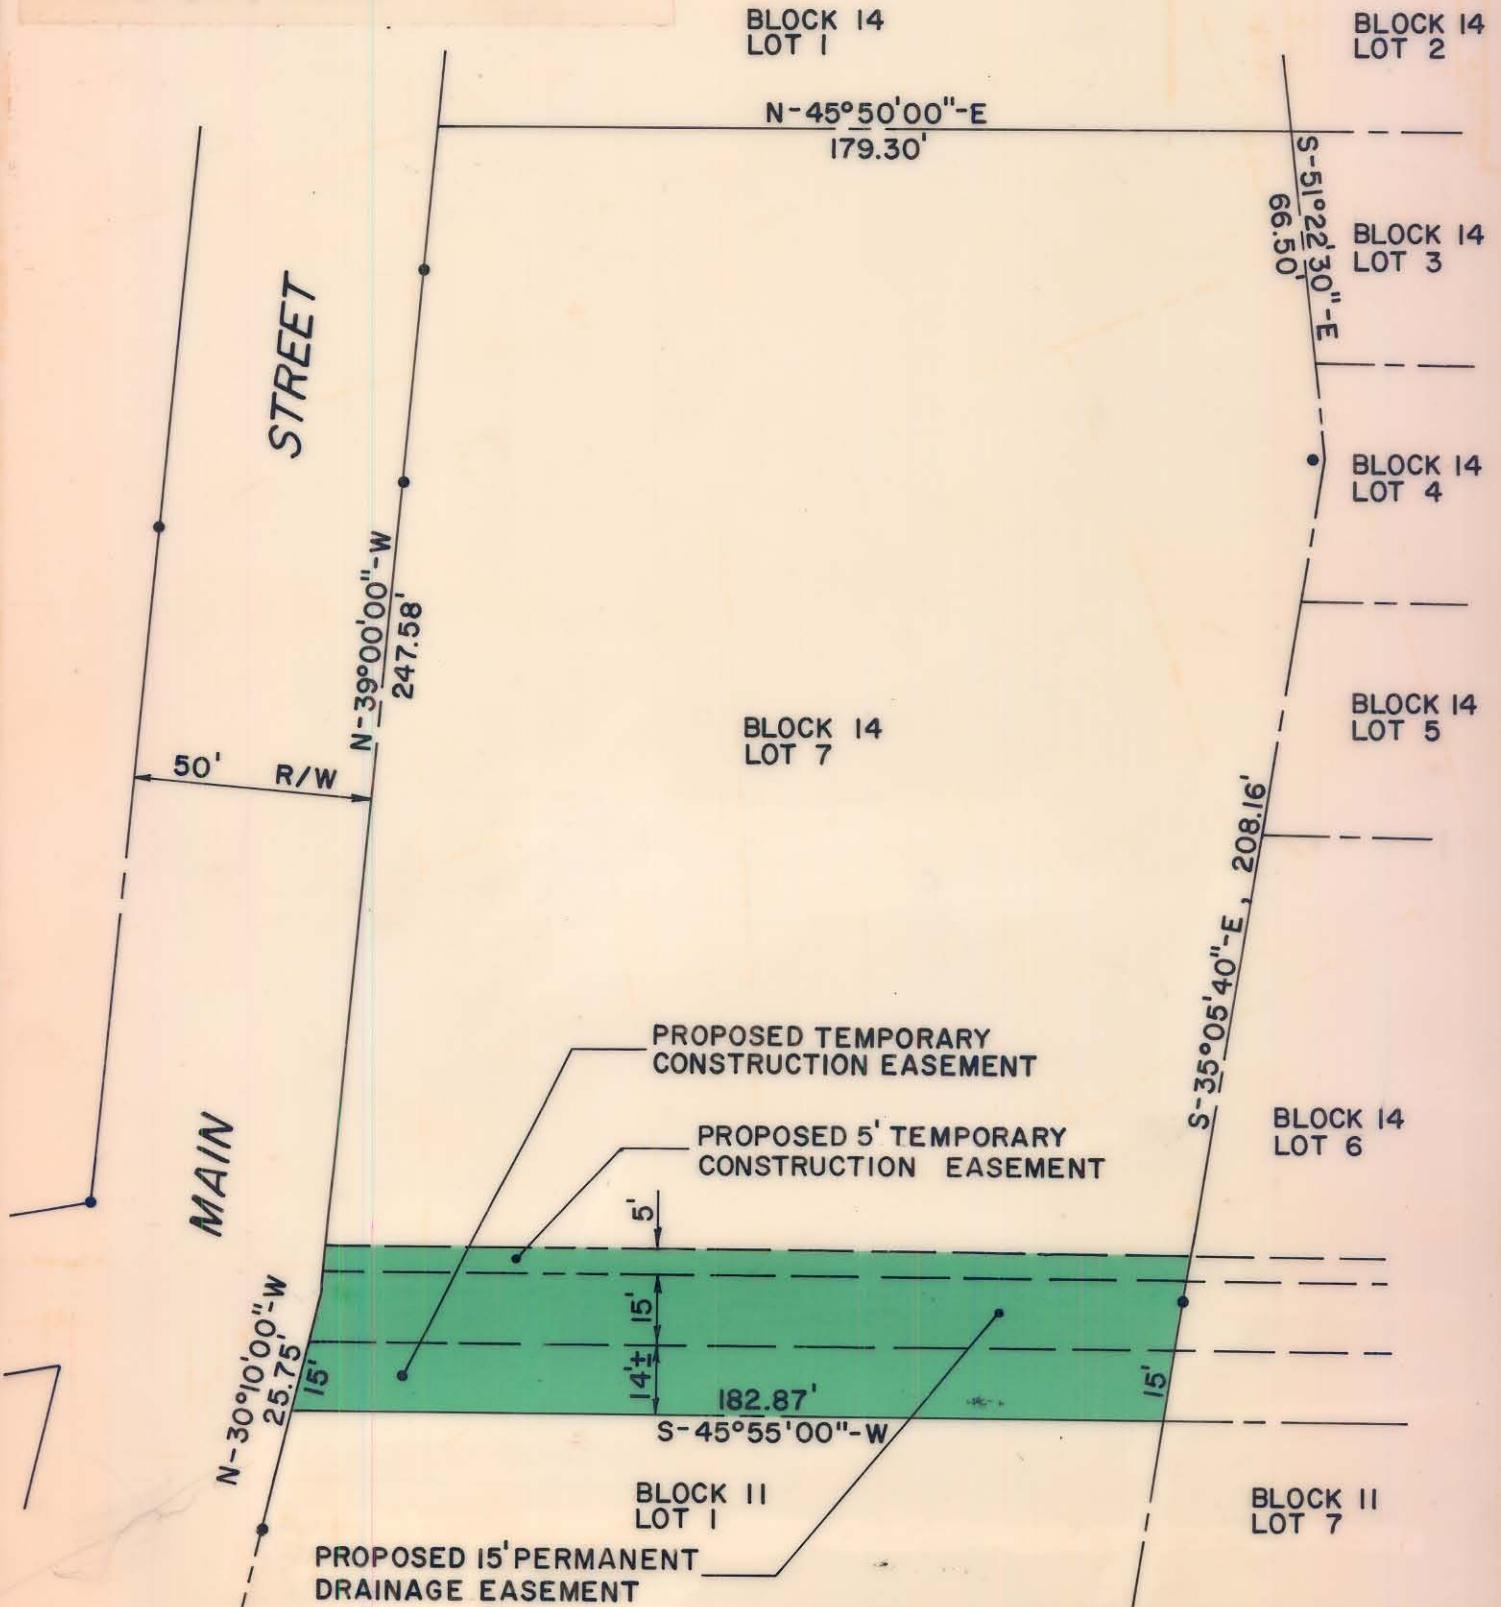 BLOCK 14
LOT 1
BLOCK 14
LOT 2
N-45°50'00"-E
179.30'
S-51°22'30"-E
66.50'
BLOCK 14
LOT 3
STREET
BLOCK 14
LOT 4
N-39°00'00"-W
247.58'
BLOCK 14
LOT 7
BLOCK 14
LOT 5
50' R/W
S-35°05'40"-E, 208.16'
PROPOSED TEMPORARY
CONSTRUCTION EASEMENT
MAIN
PROPOSED 5' TEMPORARY
CONSTRUCTION EASEMENT
BLOCK 14
LOT 6
5'
15'
14'±
N-30°10'00"-W
25.75'
15'
15'
182.87'
S-45°55'00"-W
BLOCK 11
LOT 1
BLOCK 11
LOT 7
PROPOSED 15' PERMANENT
DRAINAGE EASEMENT